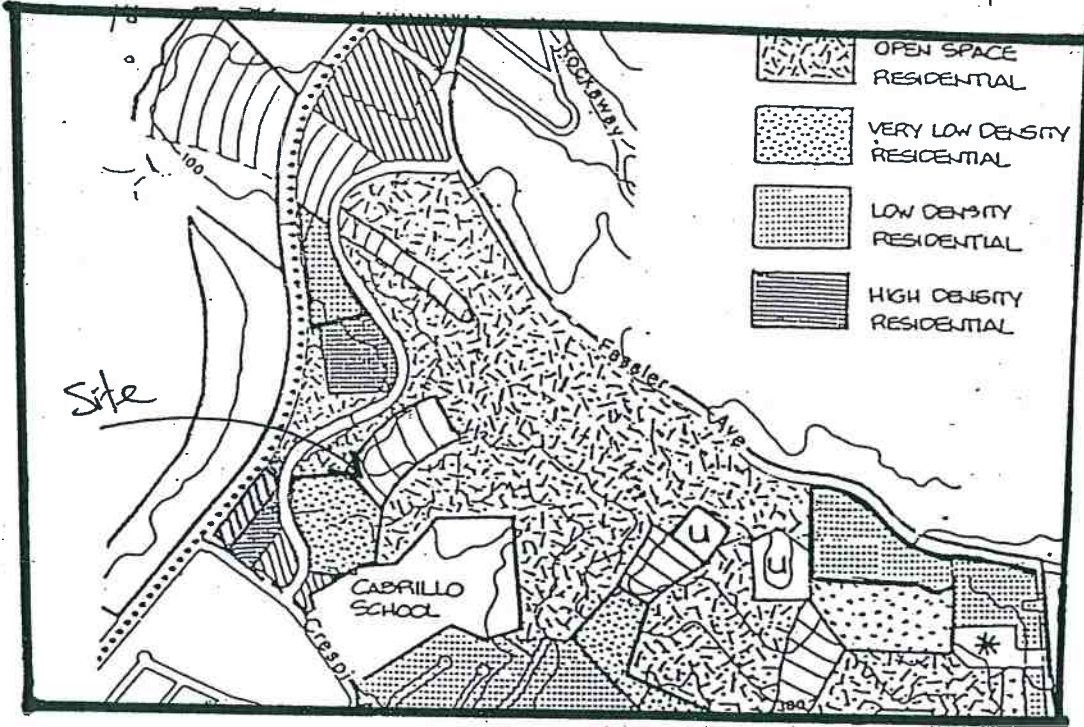 OPEN SPACE
RESIDENTIAL
VERY LOW DENSITY
RESIDENTIAL
LOW DENSITY
RESIDENTIAL
HIGH DENSITY
RESIDENTIAL
Rockaway
100
Fassler Ave
Site
U
U
CABRILLO
SCHOOL
Crespi